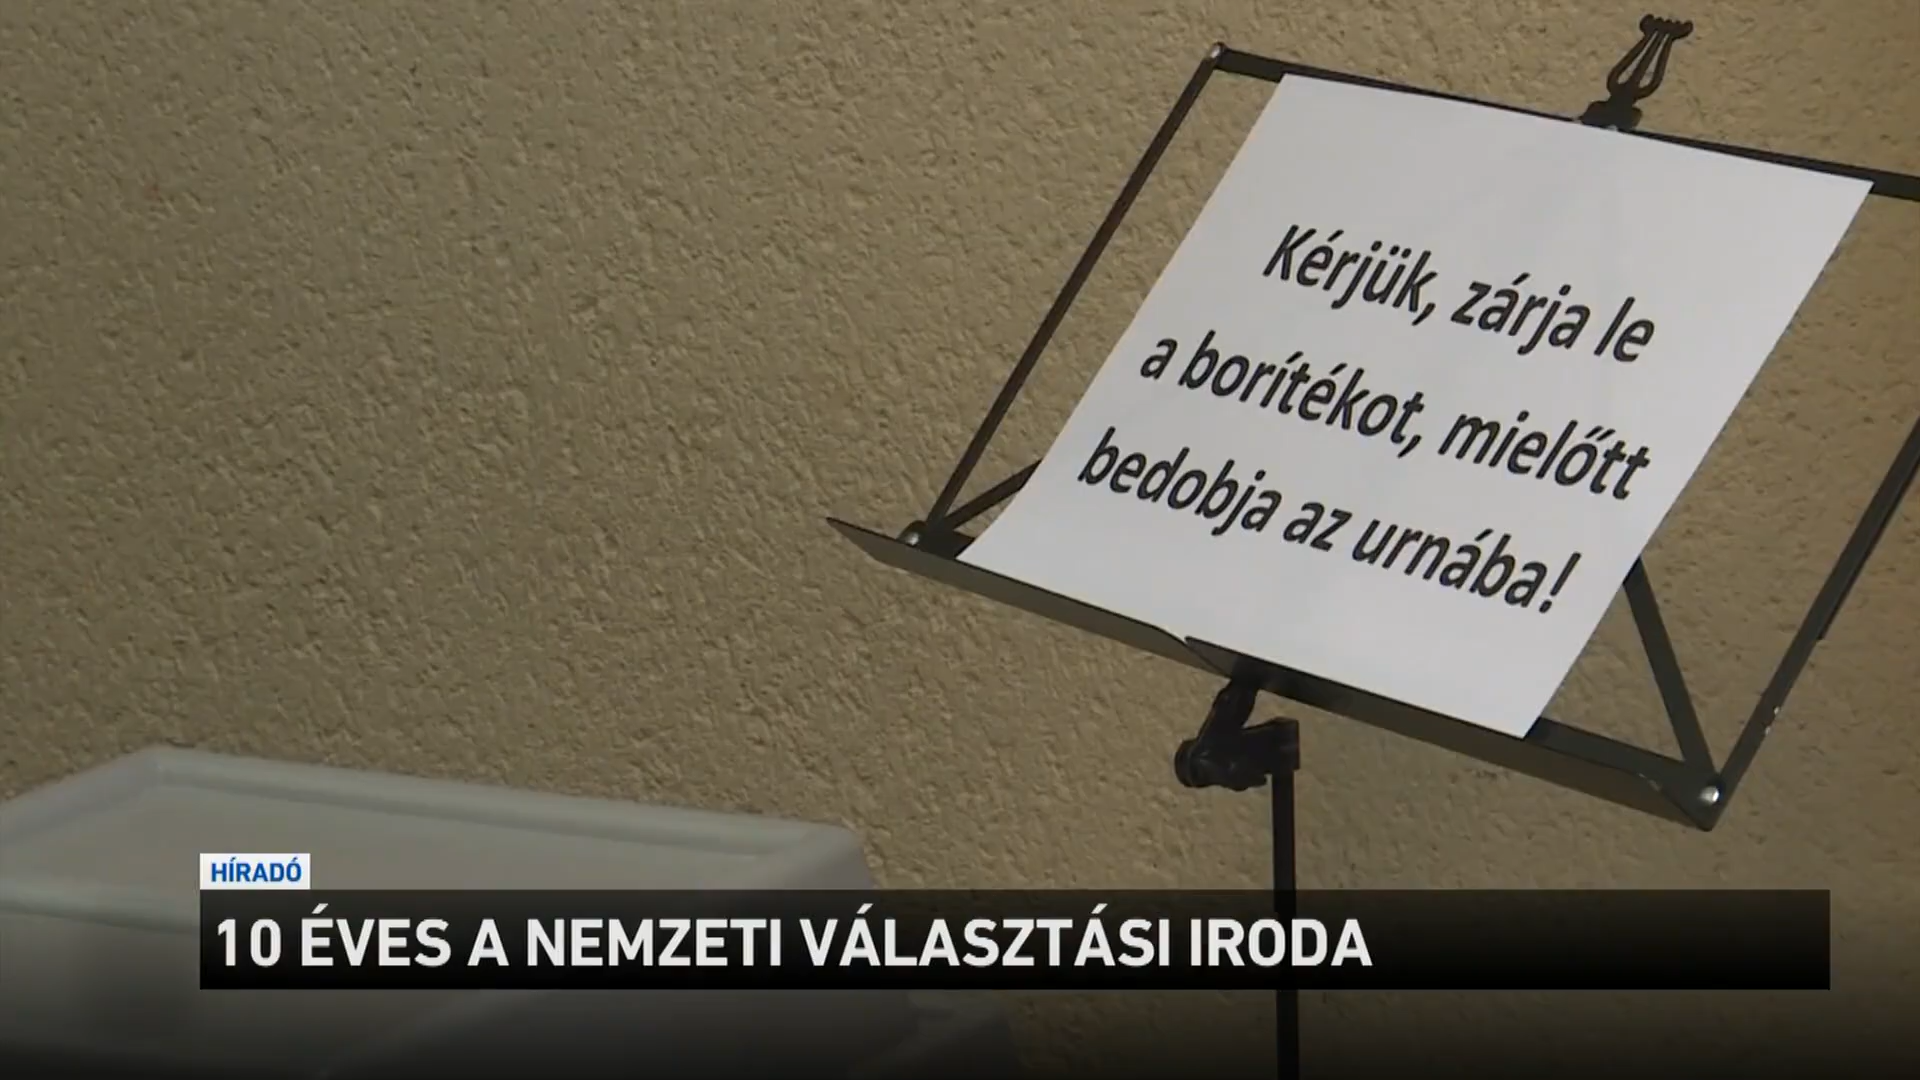 Kérjük, zárja le
a borítékot, mielőtt
bedobja az urnába!
HÍRADÓ
10 ÉVES A NEMZETI VÁLASZTÁSI IRODA